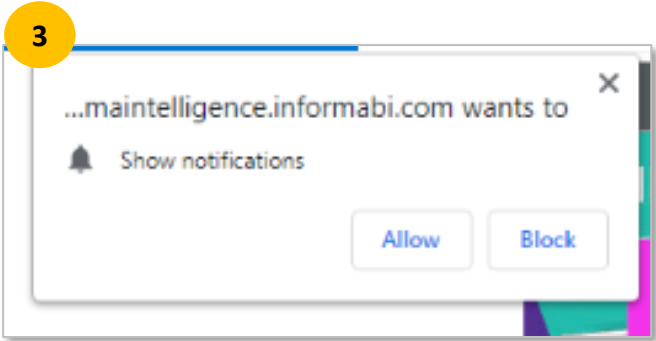 3
...maintelligence.informabi.com wants to
Show notifications
Allow Block